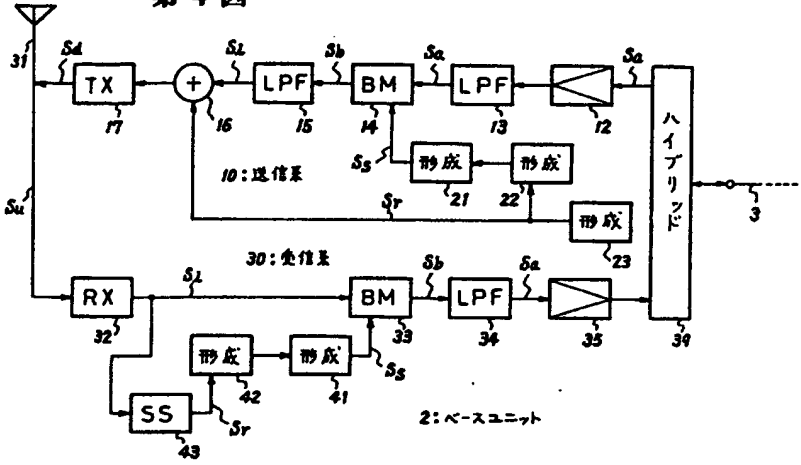 第4図
31 Sd TX 17 + 16 Si LPF 15 Sb BM 14 Sa LPF 13 12 Sa ハイブリッド 39
Ss 形成 21 形成 22
10:送信系
Sr 形成 23
3
Su
30:受信系
RX 32 Si BM 33 Sb LPF 34 Sa 35
形成 42 形成 41 Ss
SS 43 Sr
2:ベースユニット